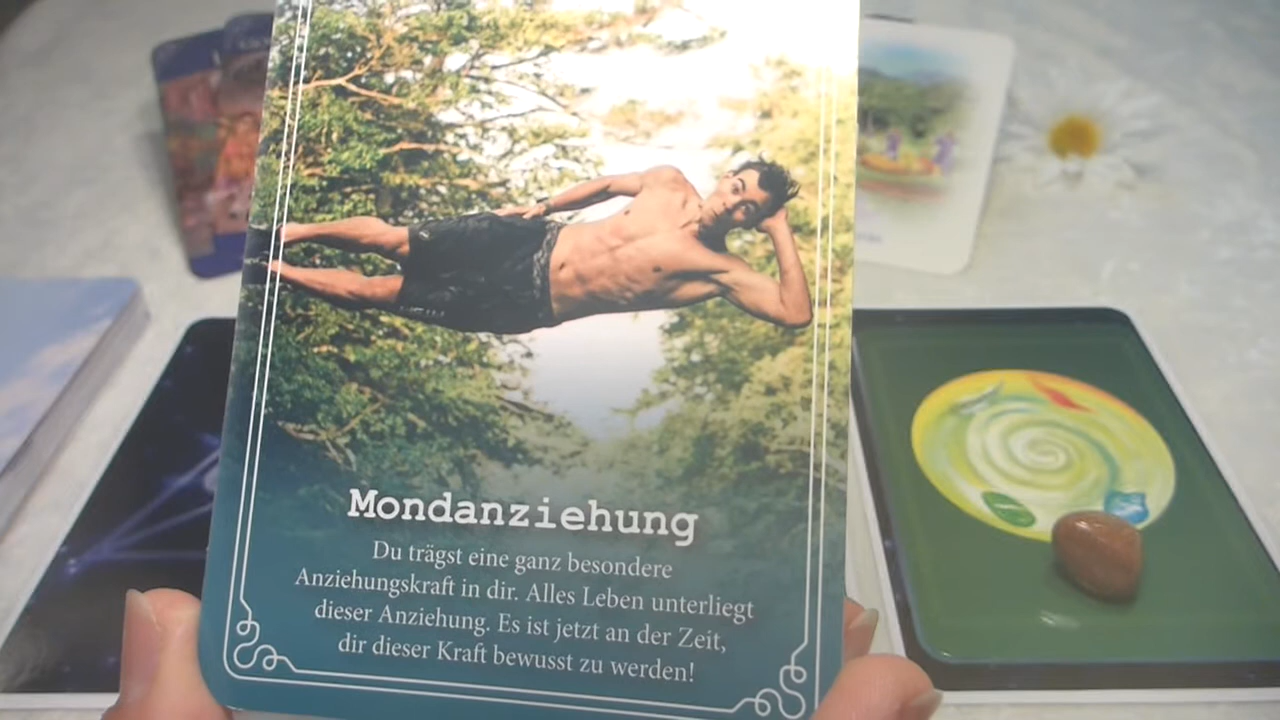 Mondanziehung
Du trägst eine ganz besondere
Anziehungskraft in dir. Alles Leben unterliegt
dieser Anziehung. Es ist jetzt an der Zeit,
dir dieser Kraft bewusst zu werden!